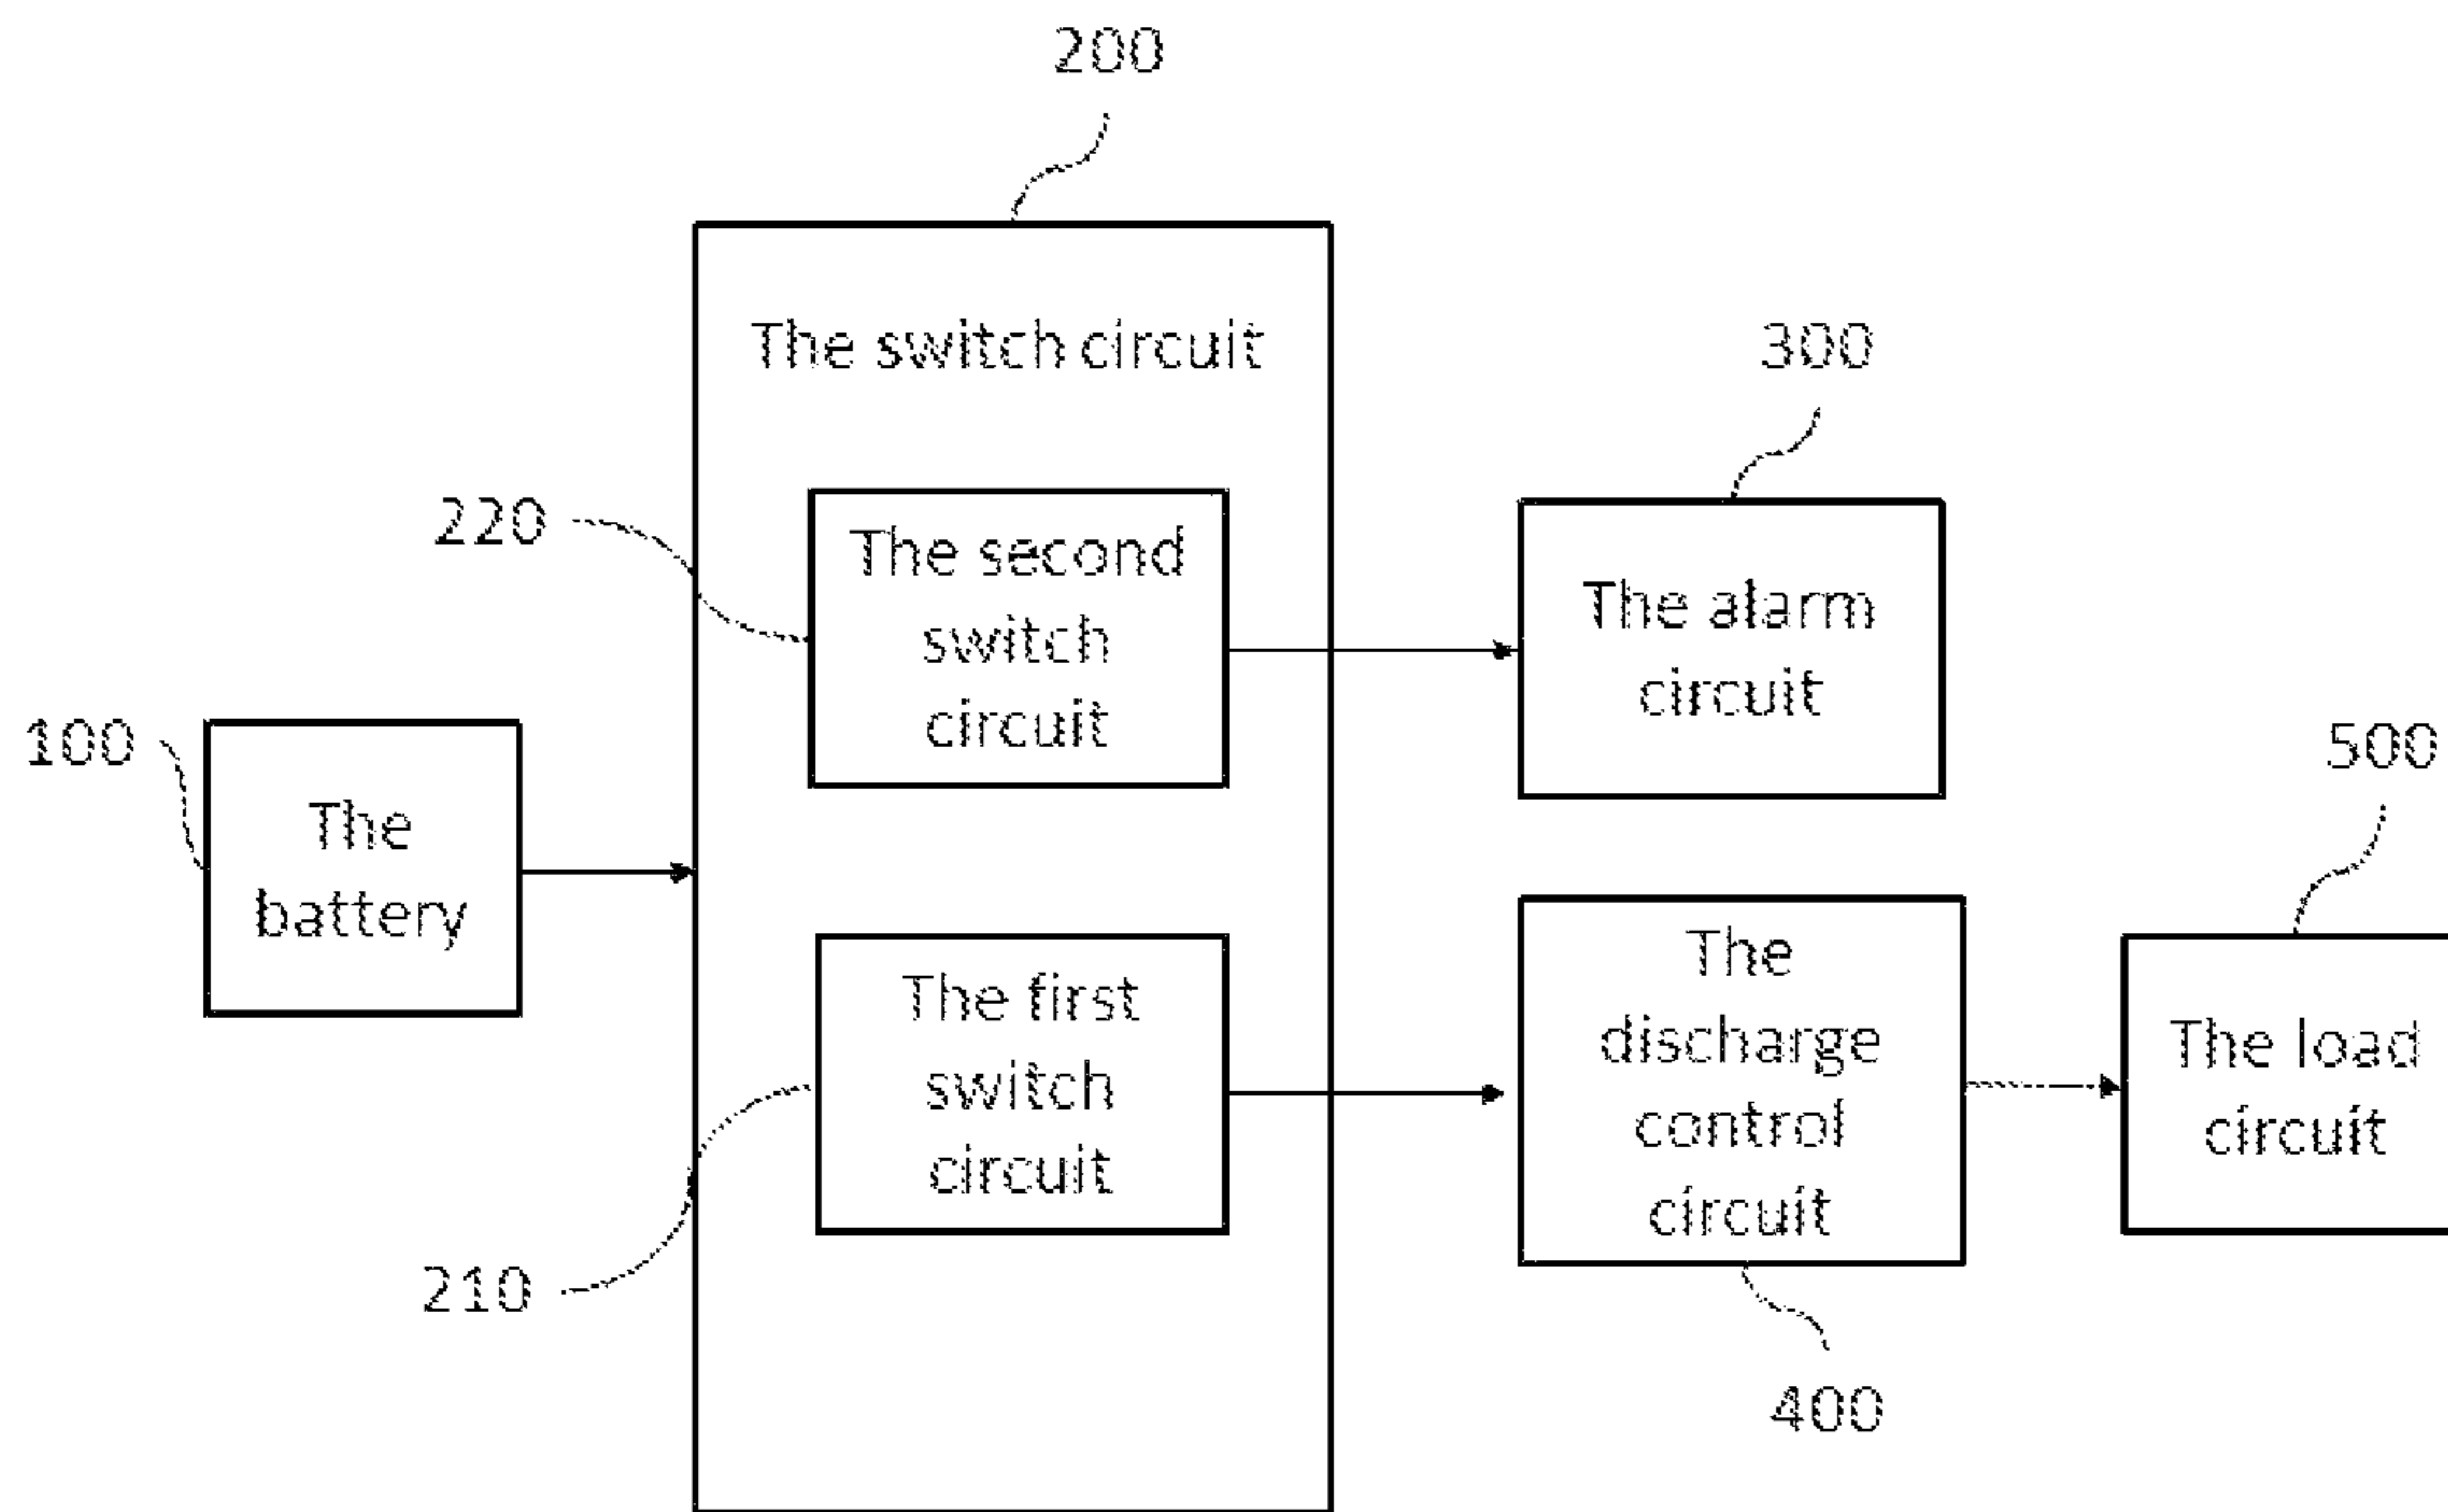 200
The switch circuit
300
220
The second
switch
circuit
The alarm
circuit
100
The
battery
500
The first
switch
circuit
The
discharge
control
circuit
The load
circuit
210
400